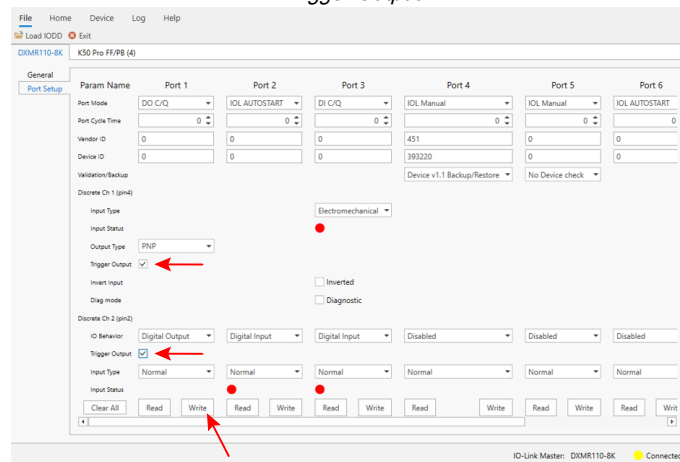 File Home Device Log Help
Load IODD Exit
DXMR110-8K K50 Pro FF/PB (4)
General
Port Setup
Param Name Port 1 Port 2 Port 3 Port 4 Port 5 Port 6
Port Mode DO C/Q IOL AUTOSTART DI C/Q IOL Manual IOL Manual IOL AUTOSTART
Port Cycle Time 0 0 0 0 0 0
Vendor ID 0 0 0 451 0 0
Device ID 0 0 0 393220 0 0
Validation/Backup Device v1.1 Backup/Restore No Device check
Discrete Ch 1 (pin4)
Input Type Electromechanical
Input Status
Output Type PNP
Trigger Output
Invert Input Inverted
Diag mode Diagnostic
Discrete Ch 2 (pin2)
IO Behavior Digital Output Digital Input Digital Input Disabled Disabled Disabled
Trigger Output
Input Type Normal Normal Normal Normal Normal Normal
Input Status
Clear All Read Write Read Write Read Write Read Write Read Write Read Writ
IO-Link Master: DXMR110-8K Connected